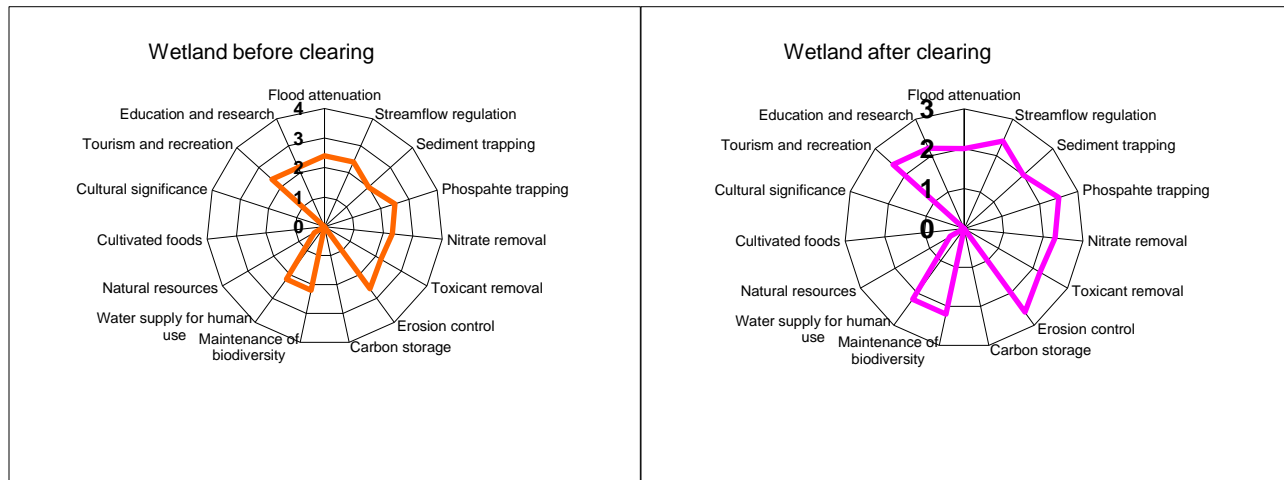 Wetland before clearing
Flood attenuation
Streamflow regulation
Sediment trapping
Phospahte trapping
Nitrate removal
Toxicant removal
Erosion control
Carbon storage
Maintenance of
biodiversity
Water supply for human
use
Natural resources
Cultivated foods
Cultural significance
Tourism and recreation
Education and research
4
3
2
1
0
Wetland after clearing
Flood attenuation
Streamflow regulation
Sediment trapping
Phospahte trapping
Nitrate removal
Toxicant removal
Erosion control
Carbon storage
Maintenance of
biodiversity
Water supply for human
use
Natural resources
Cultivated foods
Cultural significance
Tourism and recreation
Education and research
3
2
1
0